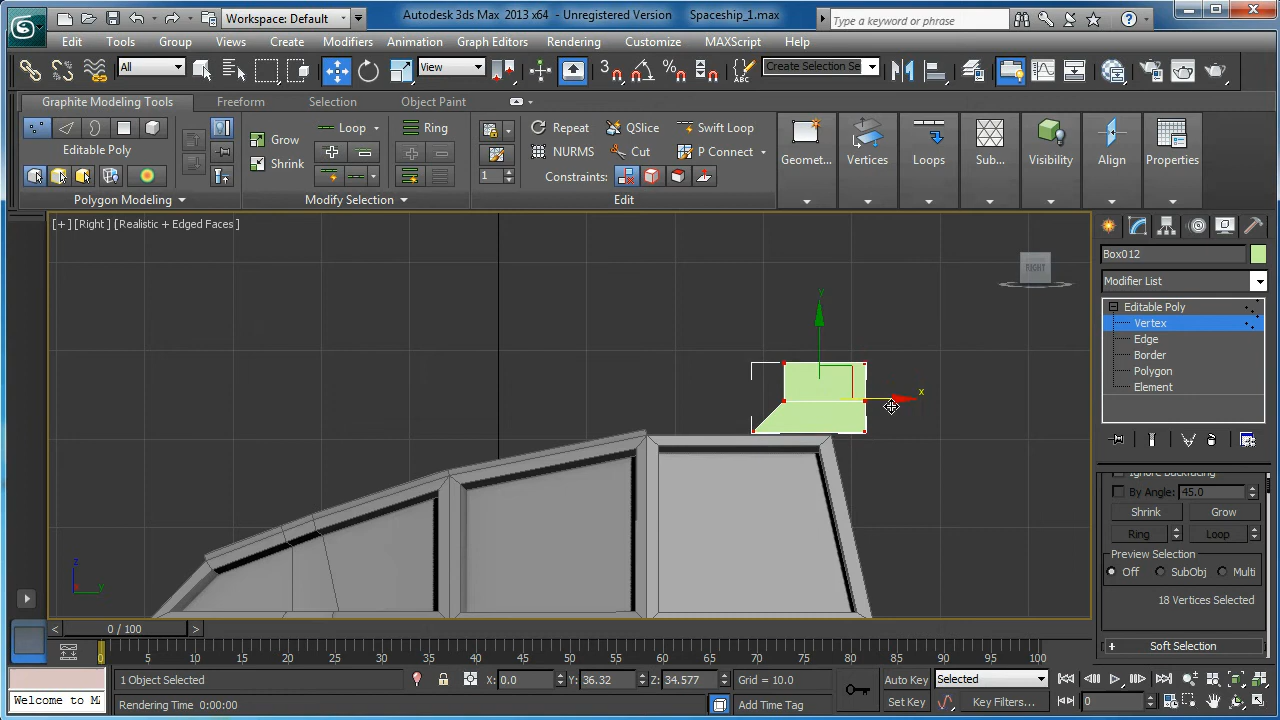 Workspace: Default
Autodesk 3ds Max 2013 x64 - Unregistered Version Spaceship_1.max
Type a keyword or phrase
Edit Tools Group Views Create Modifiers Animation Graph Editors Rendering Customize MAXScript Help
All
View
3
Create Selection Se
Graphite Modeling Tools Freeform Selection Object Paint
Editable Poly
Polygon Modeling
Grow
Shrink
Loop
Ring
Modify Selection
1
Repeat QSlice Swift Loop
NURMS Cut P Connect
Constraints:
Edit
Geomet...
Vertices
Loops
Sub...
Visibility
Align
Properties
[+] [Right] [Realistic + Edged Faces]
RIGHT
y
x
z
y
Box012
Modifier List
Editable Poly
Vertex
Edge
Border
Polygon
Element
Ignore Backfacing
By Angle: 45.0
Shrink Grow
Ring Loop
Preview Selection
Off SubObj Multi
18 Vertices Selected
Soft Selection
0 / 100
0 5 10 15 20 25 30 35 40 45 50 55 60 65 70 75 80 85 90 95 100
Welcome to M
1 Object Selected
Rendering Time 0:00:00
X: 0.0 Y: 36.32 Z: 34.577 Grid = 10.0
Add Time Tag
Auto Key Selected
Set Key Key Filters...
0